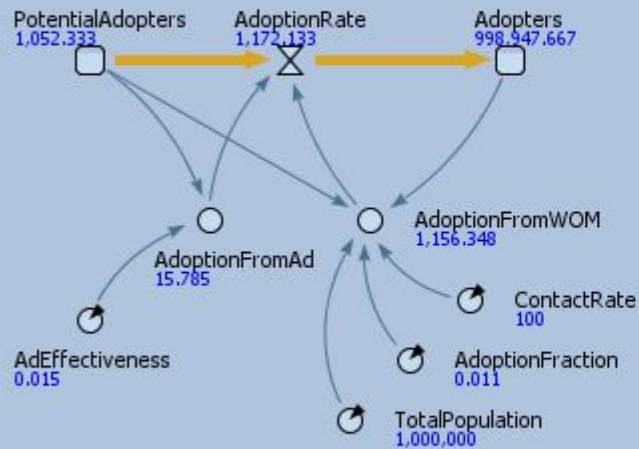 PotentialAdopters
1,052.333
AdoptionRate
1,172.133
Adopters
998,947.667
AdoptionFromAd
15.785
AdoptionFromWOM
1,156.348
AdEffectiveness
0.015
ContactRate
100
AdoptionFraction
0.011
TotalPopulation
1,000,000